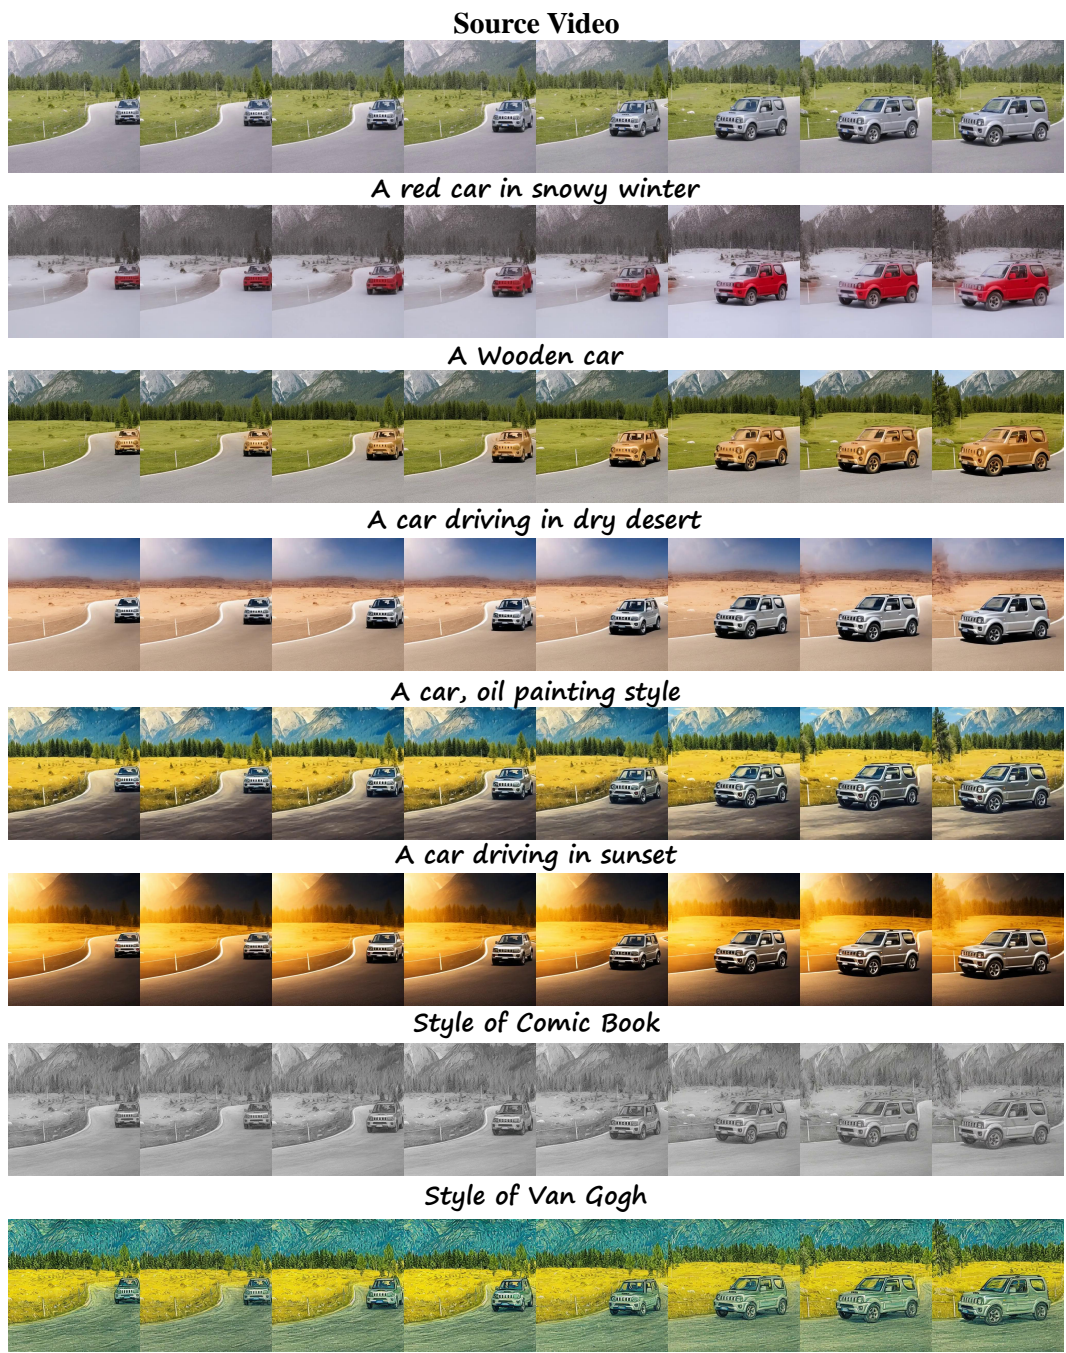 Source Video
A red car in snowy winter
A Wooden car
A car driving in dry desert
A car, oil painting style
A car driving in sunset
Style of Comic Book
Style of Van Gogh